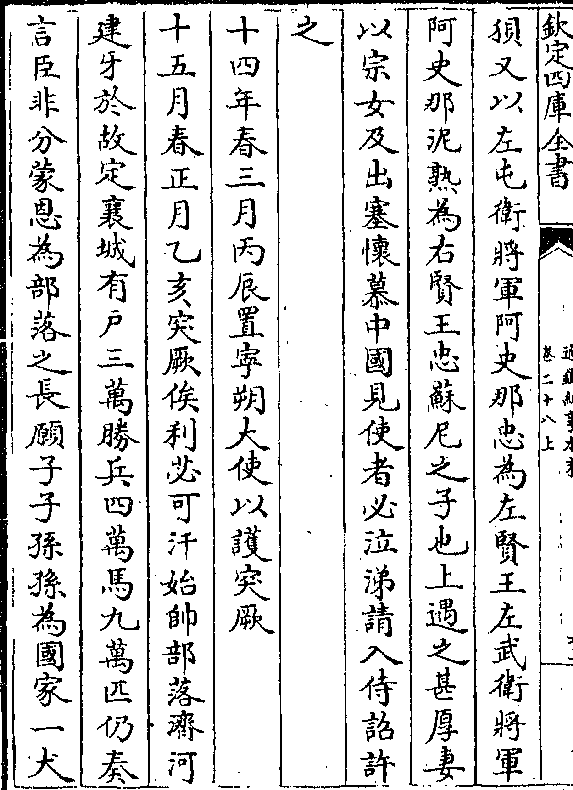 欽定四庫全書
通鑑紀事本末
卷二十八上
損又以左屯衛將軍阿史那忠為左賢王左武衛將軍
阿史那泥熟為右賢王忠蘇尼之子也上遇之甚厚妻
以宗女及出塞懷慕中國見使者必泣涕請入侍詔許
之
十四年春三月丙辰置寧朔大使以護突厥
十五月春正月乙亥突厥俟利苾可汗始帥部落濟河
建牙於故定襄城有戶三萬勝兵四萬馬九萬匹仍奏
言臣非分蒙恩為部落之長願子子孫孫為國家一犬